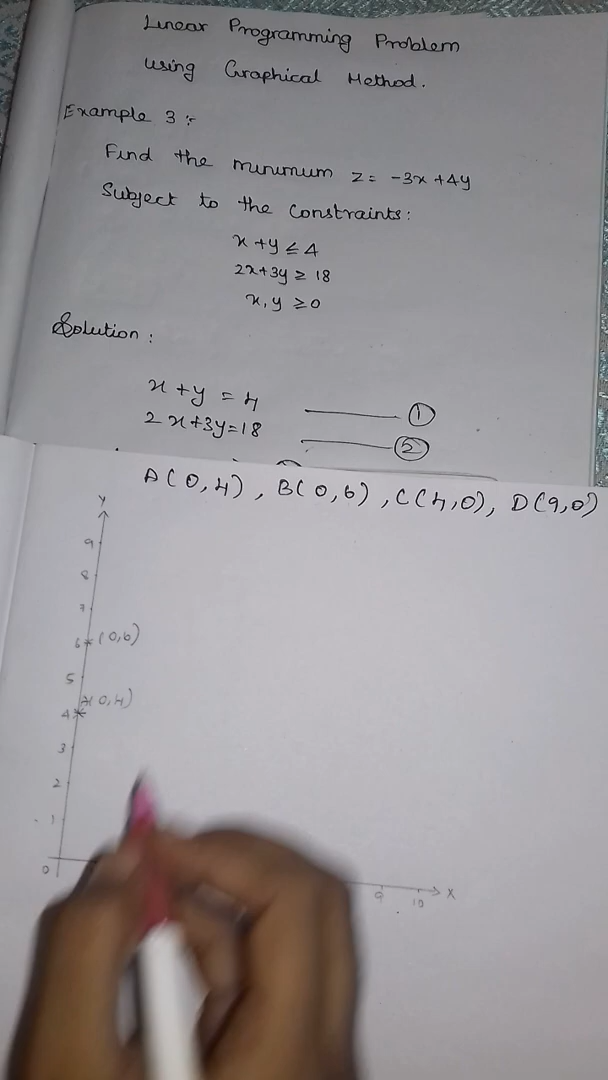 Linear Programming Problem
using Graphical Method.
Example 3 :-
Find the minimum z = -3x + 4y
Subject to the constraints:
x + y ≤ 4
2x + 3y ≥ 18
x, y ≥ 0
Solution :
x + y = 4 ——— ①
2x + 3y = 18 ——— ②
A(0,4), B(0,6), C(4,0), D(9,0)
Y
9
8
7
6 (0,6)
5
4 (0,4)
3
2
1
0 9 10 X